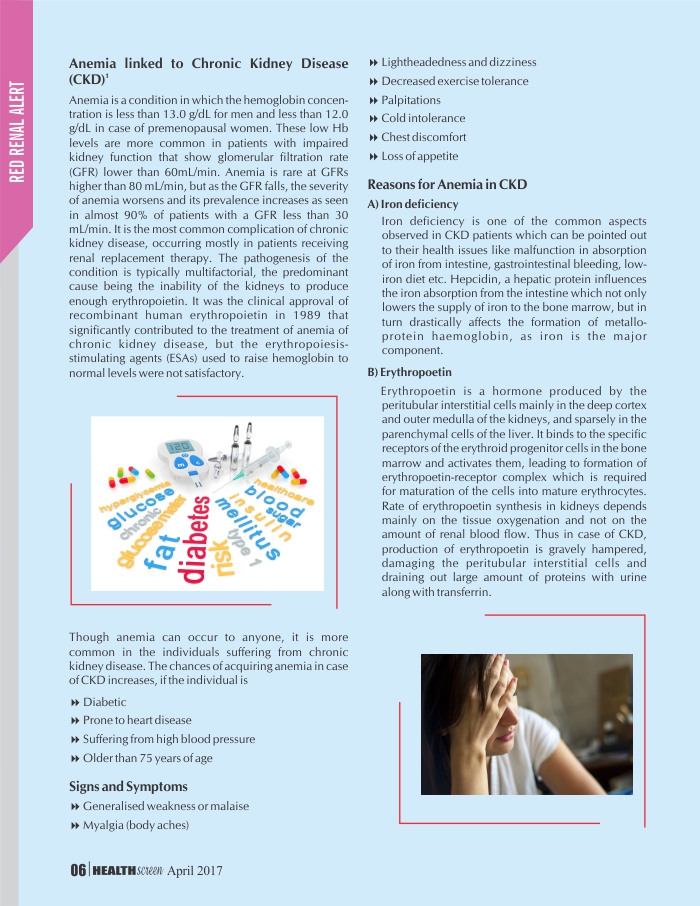 RED RENAL ALERT
Anemia linked to Chronic Kidney Disease
(CKD)¹
Anemia is a condition in which the hemoglobin concen-
tration is less than 13.0 g/dL for men and less than 12.0
g/dL in case of premenopausal women. These low Hb
levels are more common in patients with impaired
kidney function that show glomerular filtration rate
(GFR) lower than 60mL/min. Anemia is rare at GFRs
higher than 80 mL/min, but as the GFR falls, the severity
of anemia worsens and its prevalence increases as seen
in almost 90% of patients with a GFR less than 30
mL/min. It is the most common complication of chronic
kidney disease, occurring mostly in patients receiving
renal replacement therapy. The pathogenesis of the
condition is typically multifactorial, the predominant
cause being the inability of the kidneys to produce
enough erythropoietin. It was the clinical approval of
recombinant human erythropoietin in 1989 that
significantly contributed to the treatment of anemia of
chronic kidney disease, but the erythropoiesis-
stimulating agents (ESAs) used to raise hemoglobin to
normal levels were not satisfactory.
120
hyperglycemia
glucose
chronic
glucose meter
fat
diabetes
risk
type 1
mellitus
insulin
blood
sugar
healthcare
Though anemia can occur to anyone, it is more
common in the individuals suffering from chronic
kidney disease. The chances of acquiring anemia in case
of CKD increases, if the individual is
Diabetic
Prone to heart disease
Suffering from high blood pressure
Older than 75 years of age
Signs and Symptoms
Generalised weakness or malaise
Myalgia (body aches)
Lightheadedness and dizziness
Decreased exercise tolerance
Palpitations
Cold intolerance
Chest discomfort
Loss of appetite
Reasons for Anemia in CKD
A) Iron deficiency
Iron deficiency is one of the common aspects
observed in CKD patients which can be pointed out
to their health issues like malfunction in absorption
of iron from intestine, gastrointestinal bleeding, low-
iron diet etc. Hepcidin, a hepatic protein influences
the iron absorption from the intestine which not only
lowers the supply of iron to the bone marrow, but in
turn drastically affects the formation of metallo-
protein haemoglobin, as iron is the major
component.
B) Erythropoetin
Erythropoetin is a hormone produced by the
peritubular interstitial cells mainly in the deep cortex
and outer medulla of the kidneys, and sparsely in the
parenchymal cells of the liver. It binds to the specific
receptors of the erythroid progenitor cells in the bone
marrow and activates them, leading to formation of
erythropoetin-receptor complex which is required
for maturation of the cells into mature erythrocytes.
Rate of erythropoetin synthesis in kidneys depends
mainly on the tissue oxygenation and not on the
amount of renal blood flow. Thus in case of CKD,
production of erythropoetin is gravely hampered,
damaging the peritubular interstitial cells and
draining out large amount of proteins with urine
along with transferrin.
06 | HEALTHscreen April 2017